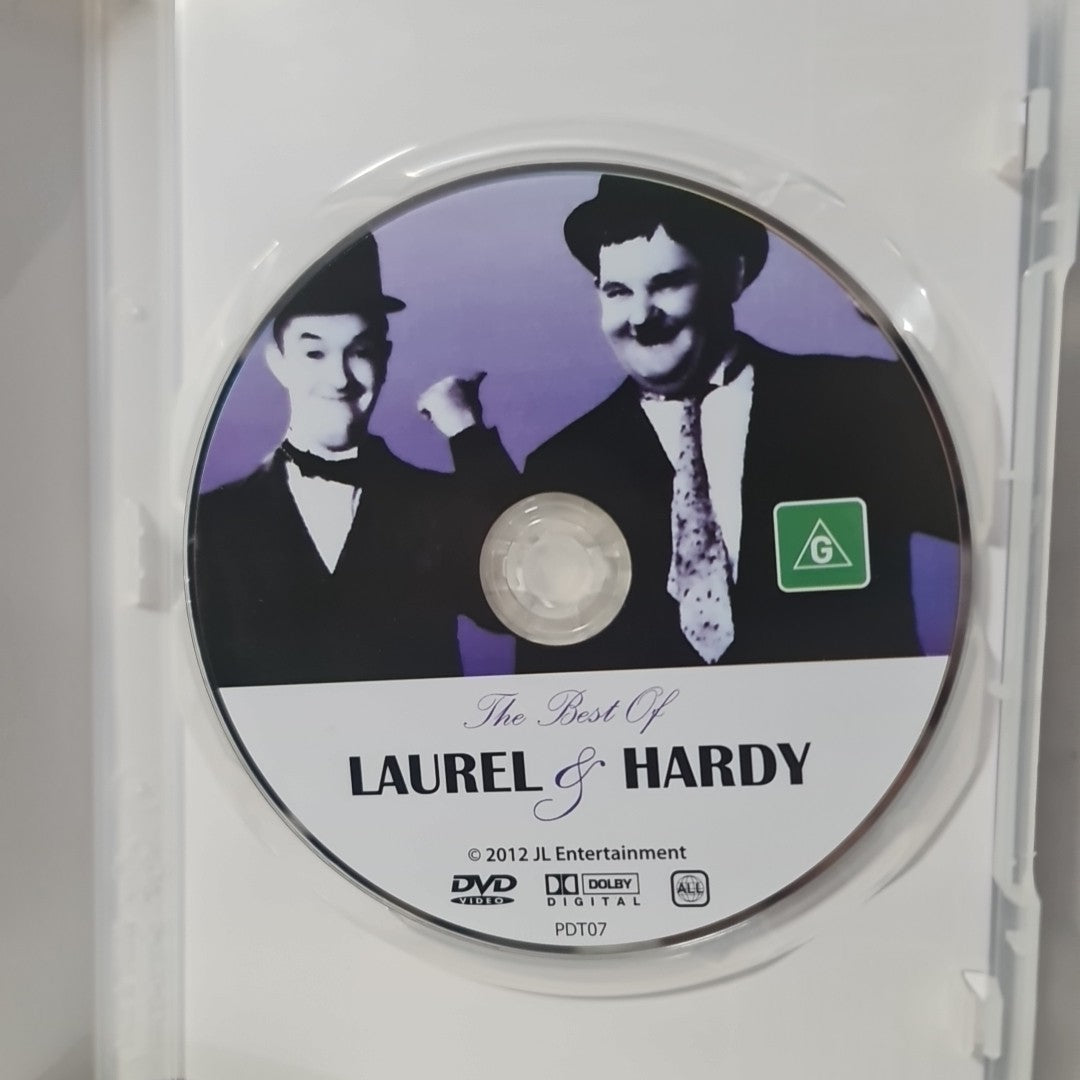 G
The Best Of
LAUREL & HARDY
© 2012 JL Entertainment
DVD VIDEO
DOLBY DIGITAL
ALL
PDT07